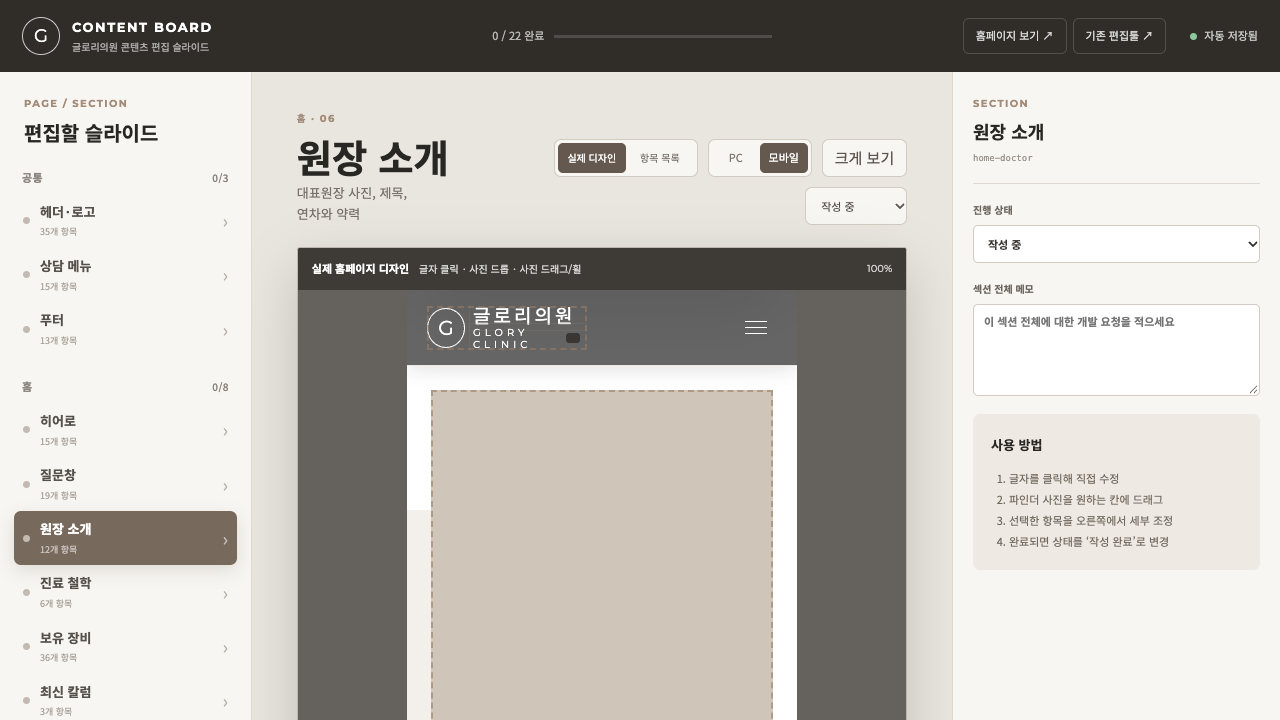 G
CONTENT BOARD
글로리의원 콘텐츠 편집 슬라이드
0 / 22 완료
홈페이지 보기 ↗
기존 편집툴 ↗
자동 저장됨
PAGE / SECTION
편집할 슬라이드
공통 0/3
헤더·로고
35개 항목
상담 메뉴
15개 항목
푸터
13개 항목
홈 0/8
히어로
15개 항목
질문창
19개 항목
원장 소개
12개 항목
진료 철학
6개 항목
보유 장비
36개 항목
최신 칼럼
3개 항목
홈 · 06
원장 소개
대표원장 사진, 제목,
연차와 약력
실제 디자인 항목 목록
PC 모바일
크게 보기
작성 중
실제 홈페이지 디자인 글자 클릭 · 사진 드롭 · 사진 드래그/휠 100%
G
글로리의원
GLORY
CLINIC
SECTION
원장 소개
home-doctor
진행 상태
작성 중
섹션 전체 메모
이 섹션 전체에 대한 개발 요청을 적으세요
사용 방법
1. 글자를 클릭해 직접 수정
2. 파인더 사진을 원하는 칸에 드래그
3. 선택한 항목을 오른쪽에서 세부 조정
4. 완료되면 상태를 ‘작성 완료’로 변경